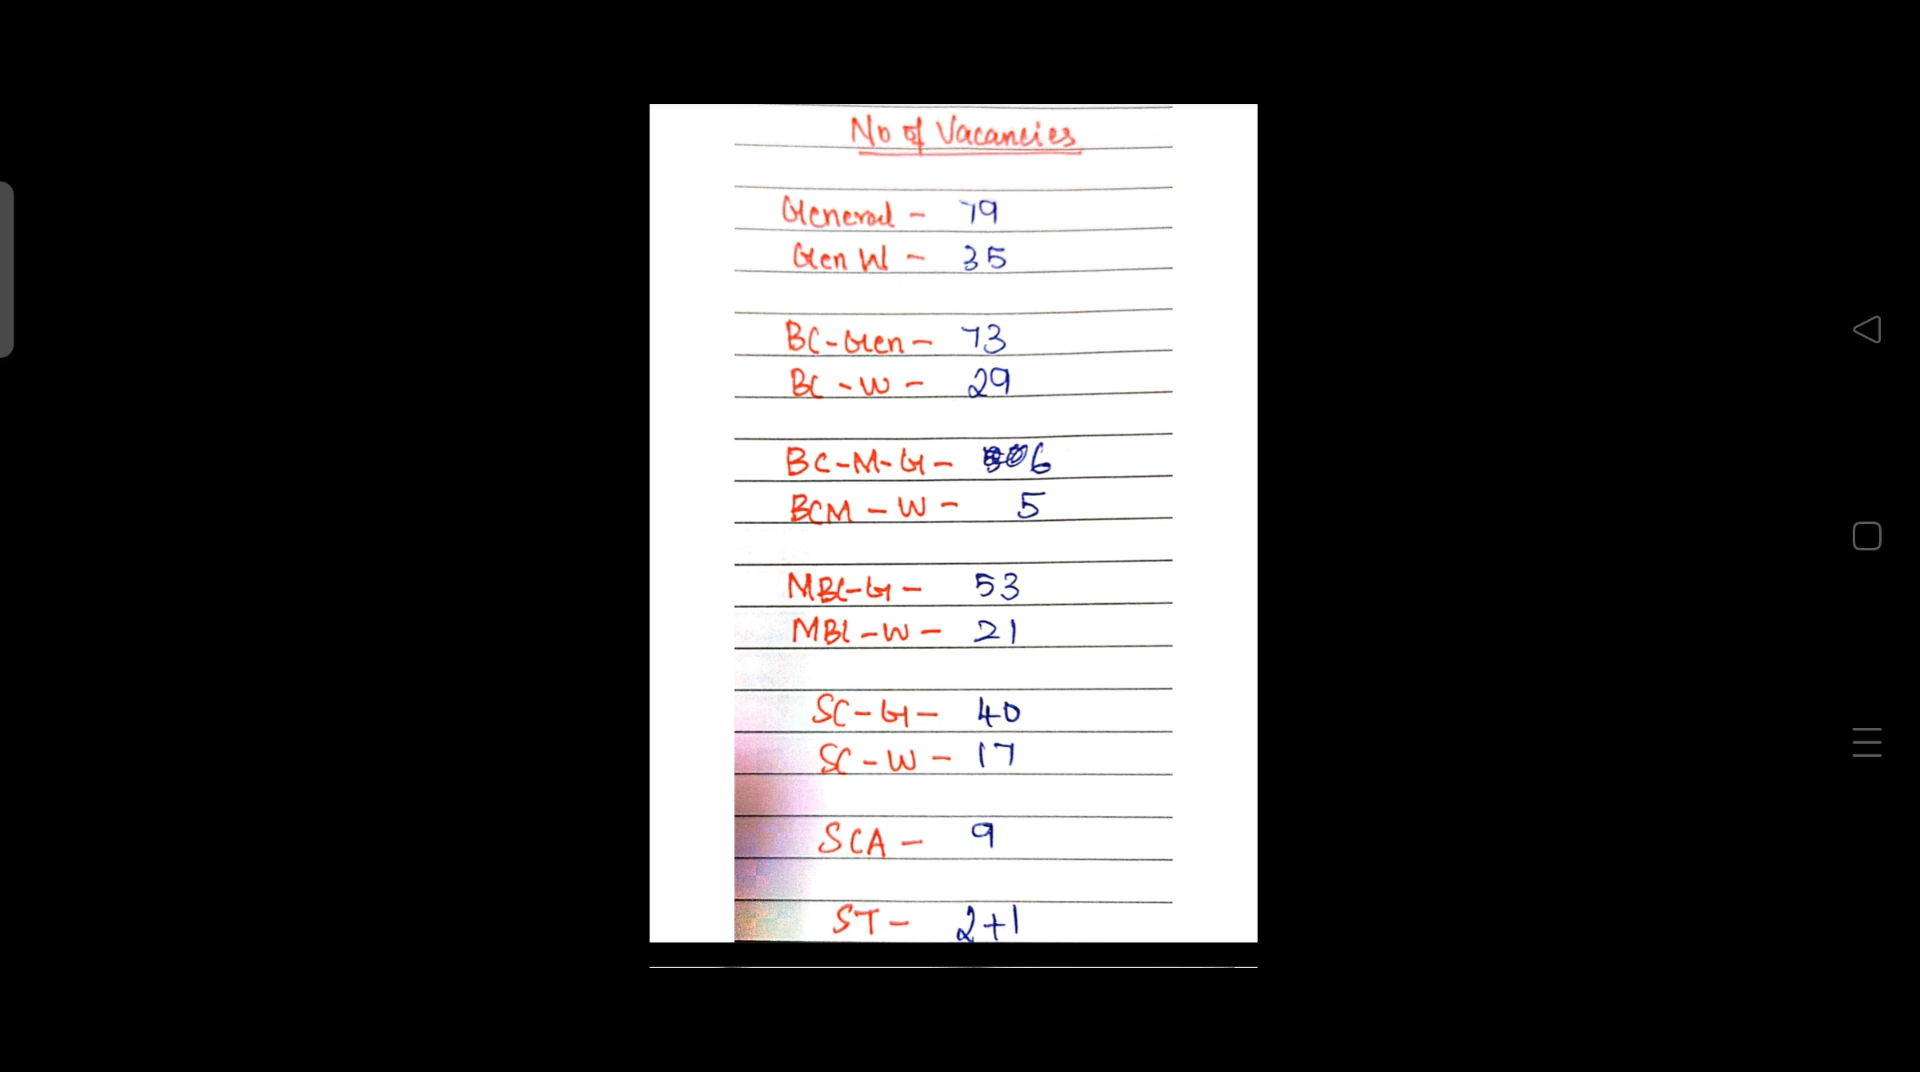 No of Vacancies
General - 79
Gen W - 35
BC-Gen - 73
BC - W - 29
BC-M-G - 6
BCM - W - 5
MBC-G - 53
MBC - W - 21
SC-G - 40
SC - W - 17
SCA - 9
ST - 2+1